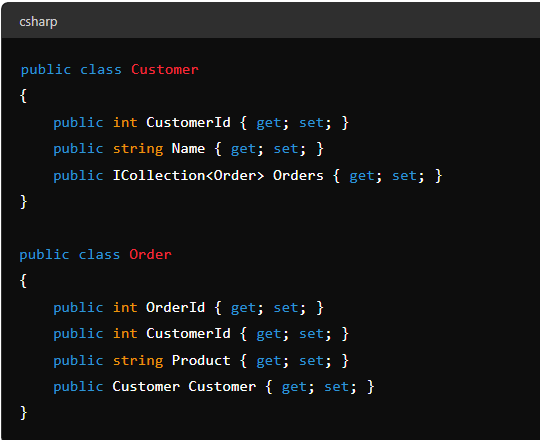 csharp
public class Customer
{
    public int CustomerId { get; set; }
    public string Name { get; set; }
    public ICollection<Order> Orders { get; set; }
}
public class Order
{
    public int OrderId { get; set; }
    public int CustomerId { get; set; }
    public string Product { get; set; }
    public Customer Customer { get; set; }
}